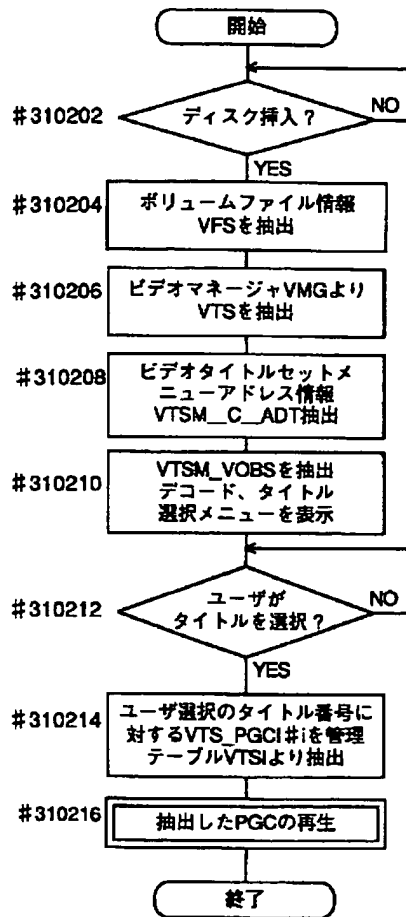 開始
#310202
ディスク挿入?
NO
YES
#310204
ボリュームファイル情報
VFSを抽出
#310206
ビデオマネージャVMGより
VTSを抽出
#310208
ビデオタイトルセットメ
ニューアドレス情報
VTSM__C__ADT抽出
#310210
VTSM_VOBSを抽出
デコード、タイトル
選択メニューを表示
#310212
ユーザが
タイトルを選択?
NO
YES
#310214
ユーザ選択のタイトル番号に
対するVTS_PGCI#iを管理
テーブルVTSIより抽出
#310216
抽出したPGCの再生
終了